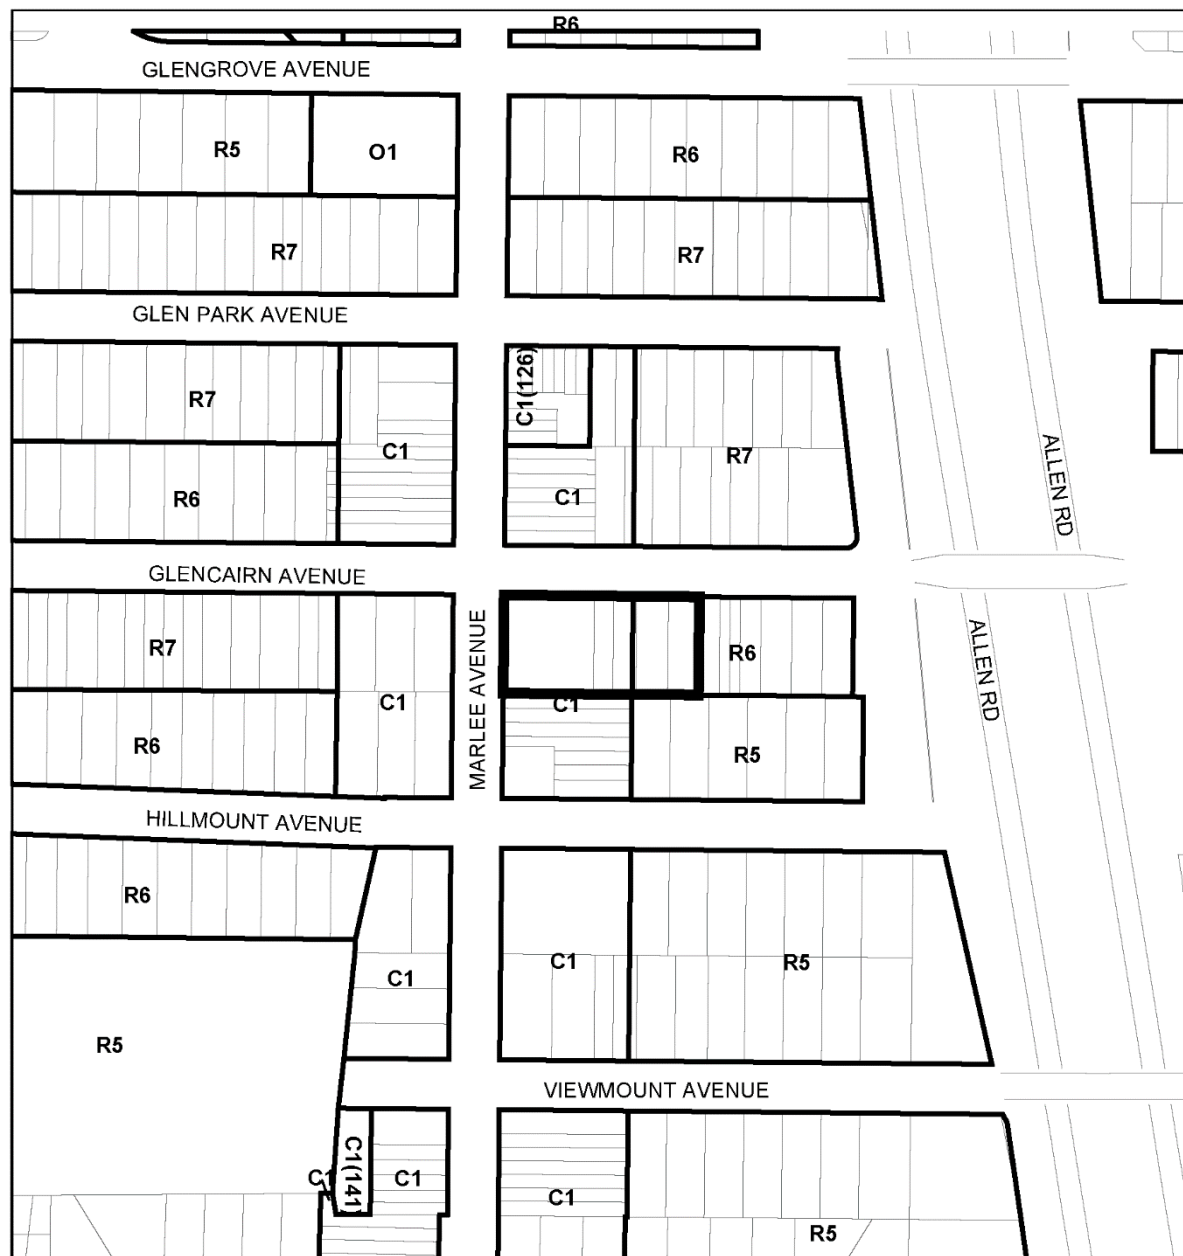 R6
GLENGROVE AVENUE
R5
O1
R6
R7
R7
GLEN PARK AVENUE
C1(126)
R7
C1
R7
R6
C1
ALLEN RD
GLENCAIRN AVENUE
MARLEE AVENUE
R7
R6
ALLEN RD
C1
C1
R6
R5
HILLMOUNT AVENUE
R6
C1
R5
C1
R5
VIEWMOUNT AVENUE
C1
C1(141)
C1
C1
R5